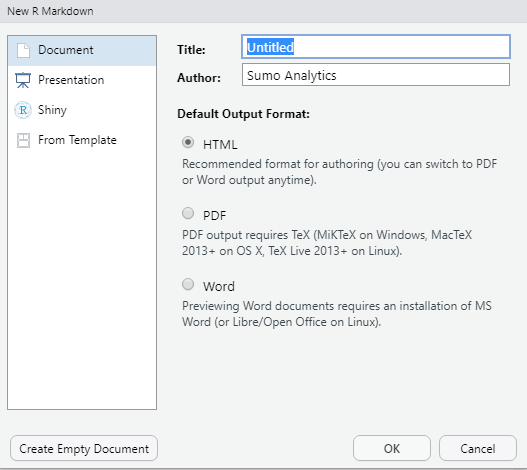 New R Markdown
Document
Presentation
R Shiny
From Template
Title: Untitled
Author: Sumo Analytics
Default Output Format:
HTML
Recommended format for authoring (you can switch to PDF
or Word output anytime).
PDF
PDF output requires TeX (MiKTeX on Windows, MacTeX
2013+ on OS X, TeX Live 2013+ on Linux).
Word
Previewing Word documents requires an installation of MS
Word (or Libre/Open Office on Linux).
Create Empty Document
OK
Cancel